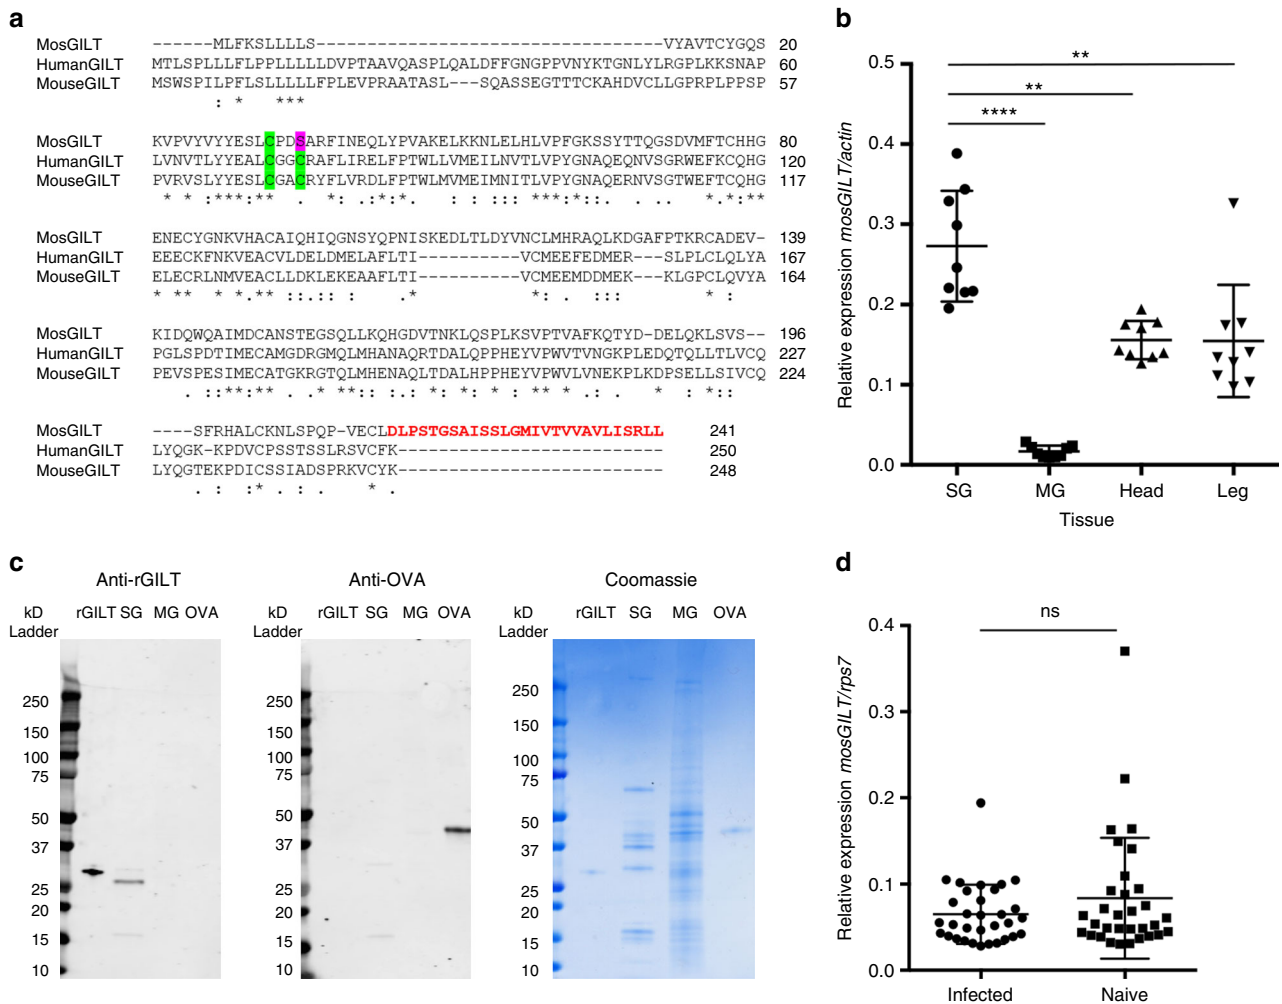 a
MosGILT ------MLFKSLLLLS----------------------------------VYAVTCYGQS 20
HumanGILT MTLSPLLLFLPPLLLLLDVPTAAVQASPLQALDFFGNGPPVNYKTGNLYLRGPLKKSNAP 60
MouseGILT MSWSPILPFLSLLLLLFPLEVPRAATASL---SQASSEGTTTCKAHDVCLLGPRPLPPSP 57
: * ***
MosGILT KVPVYVYYESLCPDSARFINEQLYPVAKELKKNLELHLVPFGKSSYTTQGSDVMFTCHHG 80
HumanGILT LVNVTLYYEALCGGCRAFLIRELFPTWLLVMEILNVTLVPYGNAQEQNVSGRWEFKCQHG 120
MouseGILT PVRVSLYYESLCGACRYFLVRDLFPTWLMVMEIMNITLVPYGNAQERNVSGTWEFTCQHG 117
MosGILT ENECYGNKVHACAIQHIQGNSYQPNISKEDLTLDYVNCLMHRAQLKDGAFPTKRCADEV- 139
HumanGILT EEECKFNKVEACVLDELDMELAFLTI----------VCMEEFEDMER---SLPLCLQLYA 167
MouseGILT ELECRLNMVEACLLDKLEKEAAFLTI----------VCMEEMDDMEK---KLGPCLQVYA 164
MosGILT KIDQWQAIMDCANSTEGSQLLKQHGDVTNKLQSPLKSVPTVAFKQTYD-DELQKLSVS-- 196
HumanGILT PGLSPDTIMECAMGDRGMQLMHANAQRTDALQPPHEYVPWVTVNGKPLEDQTQLLTLVCQ 227
MouseGILT PEVSPESIMECATGKRGTQLMHENAQLTDALHPPHEYVPWVLVNEKPLKDPSELLSIVCQ 224
MosGILT ----SFRHALCKNLSPQP-VECLDLPSTGSAISSLGMIVTVVAVLISRLL 241
HumanGILT LYQGK-KPDVCPSSTSSLRSVCFK-------------------------- 250
MouseGILT LYQGTEKPDICSSIADSPRSVCYK-------------------------- 248
b
Relative expression mosGILT/actin
0.5
0.4
0.3
0.2
0.1
0.0
**
**
****
SG MG Head Leg
Tissue
c
Anti-rGILT
kD
Ladder
rGILT SG MG OVA
250
150
100
75
50
37
25
20
15
10
Anti-OVA
kD
Ladder
rGILT SG MG OVA
250
150
100
75
50
37
25
20
15
10
Coomassie
kD
Ladder
rGILT SG MG OVA
250
150
100
75
50
37
25
20
15
10
d
Relative expression mosGILT/rps7
0.4
0.3
0.2
0.1
0.0
ns
Infected Naive